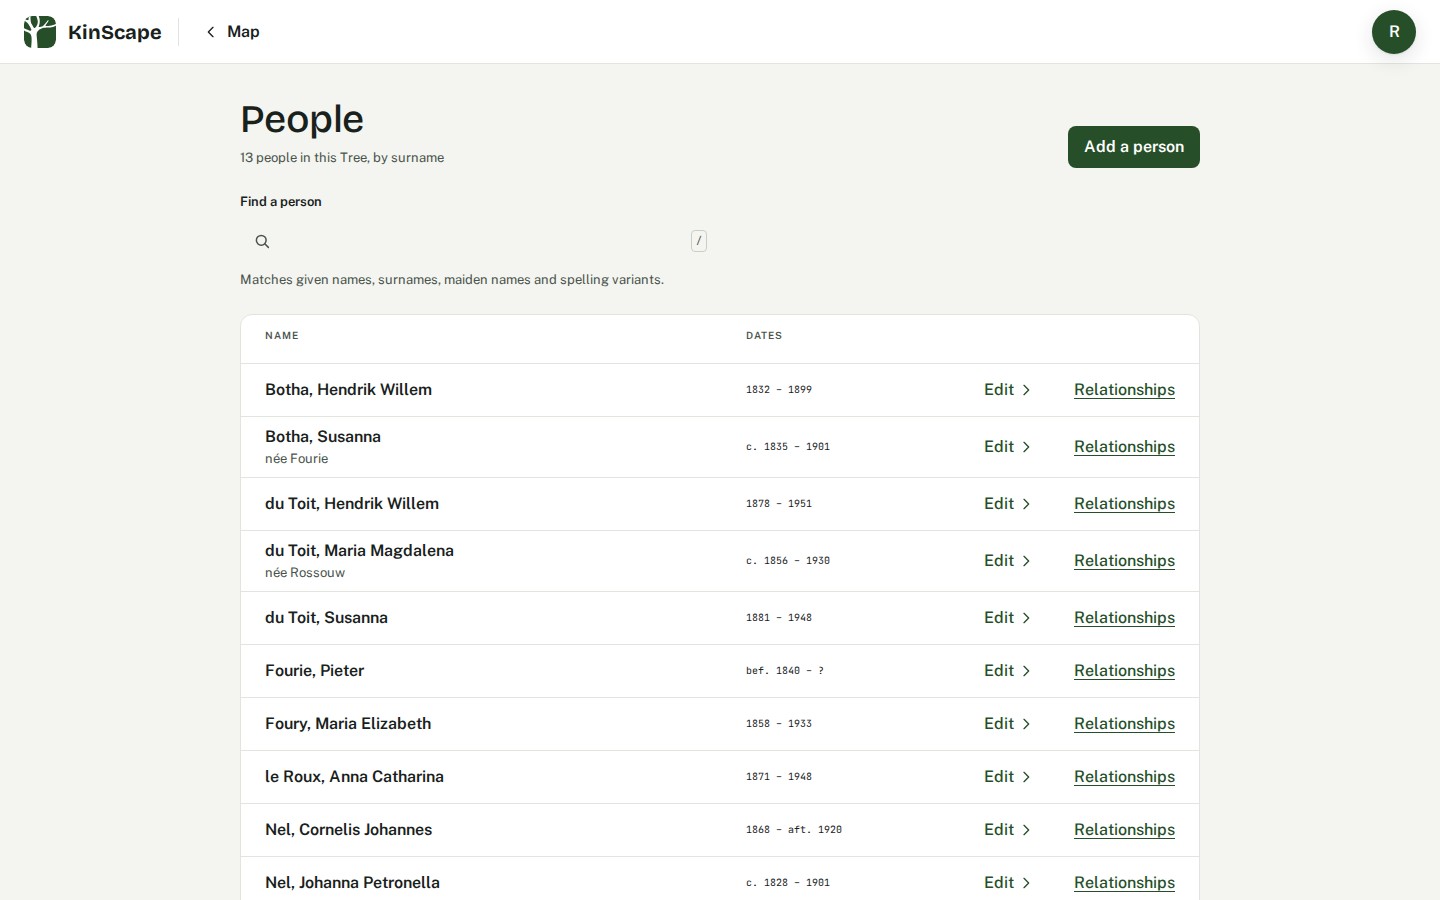 KinScape
Map
R
People
13 people in this Tree, by surname
Add a person
Find a person
/
Matches given names, surnames, maiden names and spelling variants.
NAME DATES
Botha, Hendrik Willem 1832 – 1899 Edit Relationships
Botha, Susanna
née Fourie
c. 1835 – 1901 Edit Relationships
du Toit, Hendrik Willem 1878 – 1951 Edit Relationships
du Toit, Maria Magdalena
née Rossouw
c. 1856 – 1930 Edit Relationships
du Toit, Susanna 1881 – 1948 Edit Relationships
Fourie, Pieter bef. 1840 – ? Edit Relationships
Foury, Maria Elizabeth 1858 – 1933 Edit Relationships
le Roux, Anna Catharina 1871 – 1948 Edit Relationships
Nel, Cornelis Johannes 1868 – aft. 1920 Edit Relationships
Nel, Johanna Petronella c. 1828 – 1901 Edit Relationships